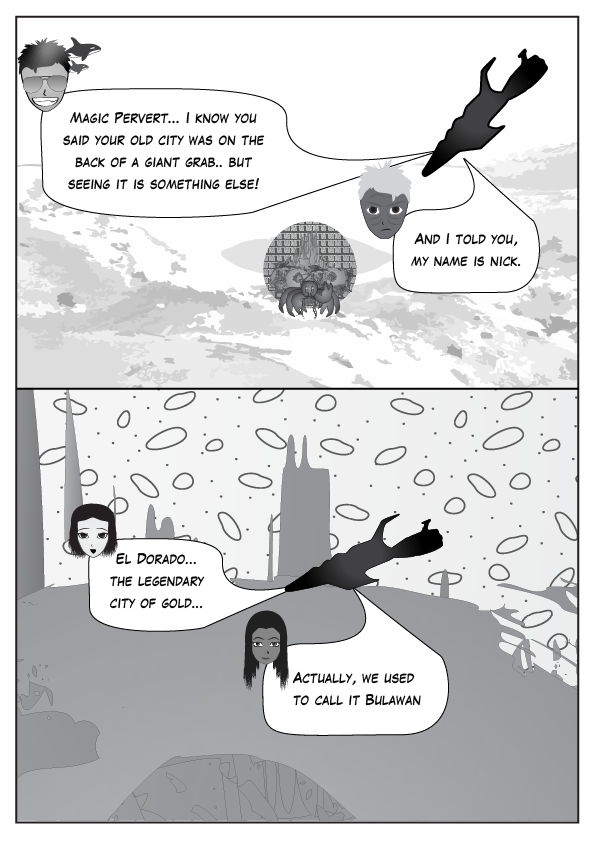 Magic Pervert... I know you
said your old city was on the
back of a giant grab.. but
seeing it is something else!
And I told you,
my name is Nick.
El Dorado...
the legendary
city of gold...
Actually, we used
to call it Bulawan